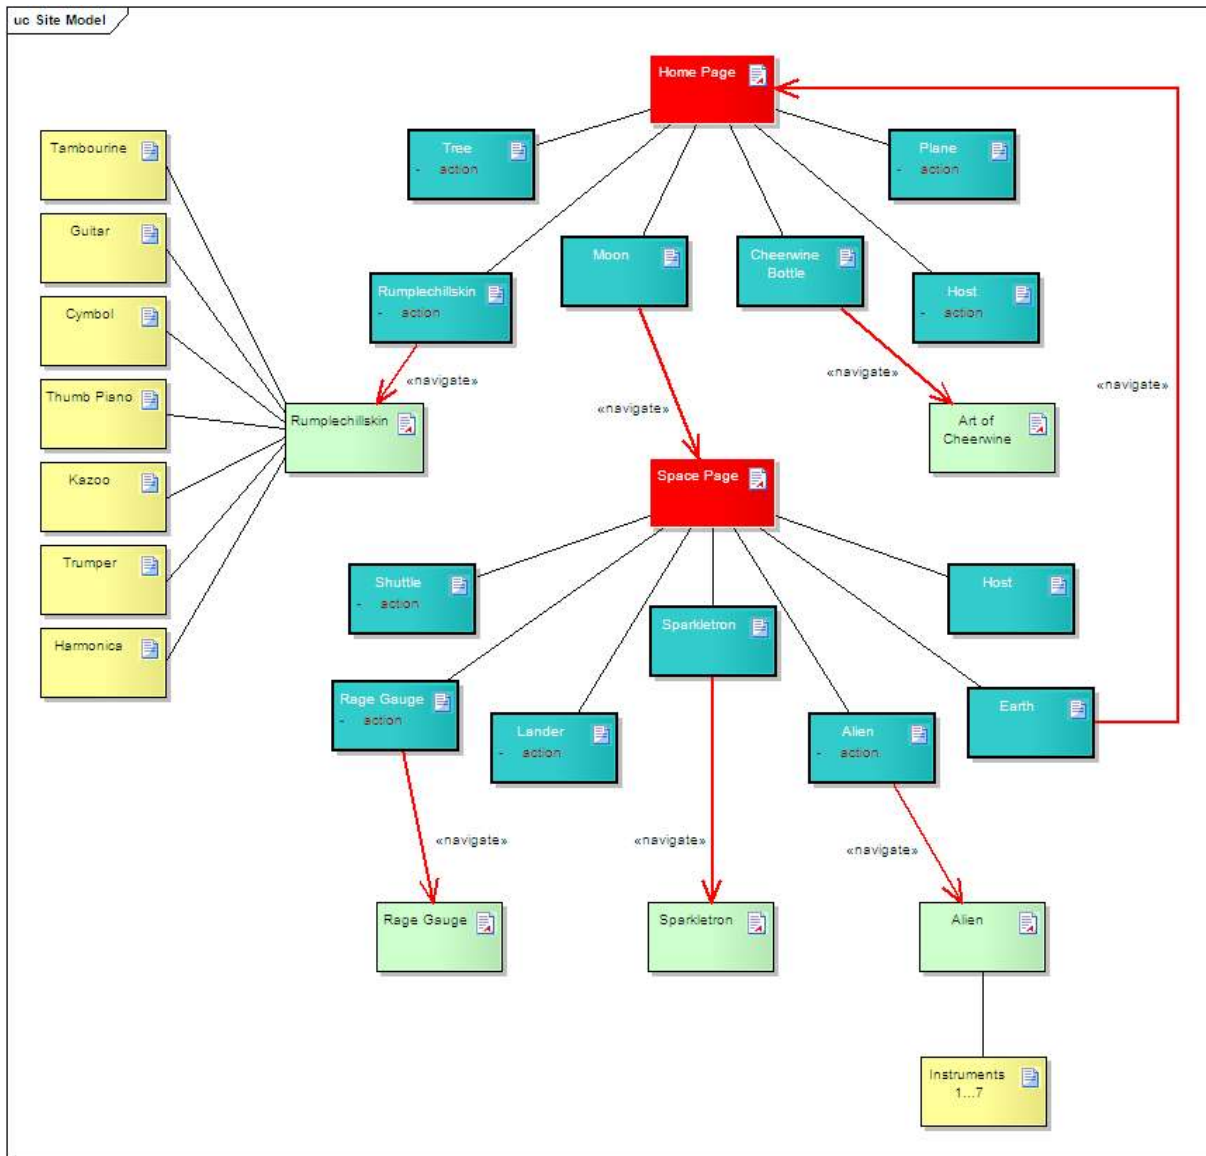 uc Site Model
Home Page
Tree
- action
Plane
- action
Tambourine
Guitar
Cymbol
Thumb Piano
Kazoo
Trumper
Harmonica
Rumplechillskin
- action
Moon
Cheerwine
Bottle
Host
- action
«navigate»
«navigate»
«navigate»
«navigate»
Rumplechillskin
Art of
Cheerwine
Space Page
Shuttle
- action
Sparkletron
Host
Rage Gauge
- action
Lander
- action
Alien
- action
Earth
«navigate»
«navigate»
«navigate»
Rage Gauge
Sparkletron
Alien
Instruments
1...7